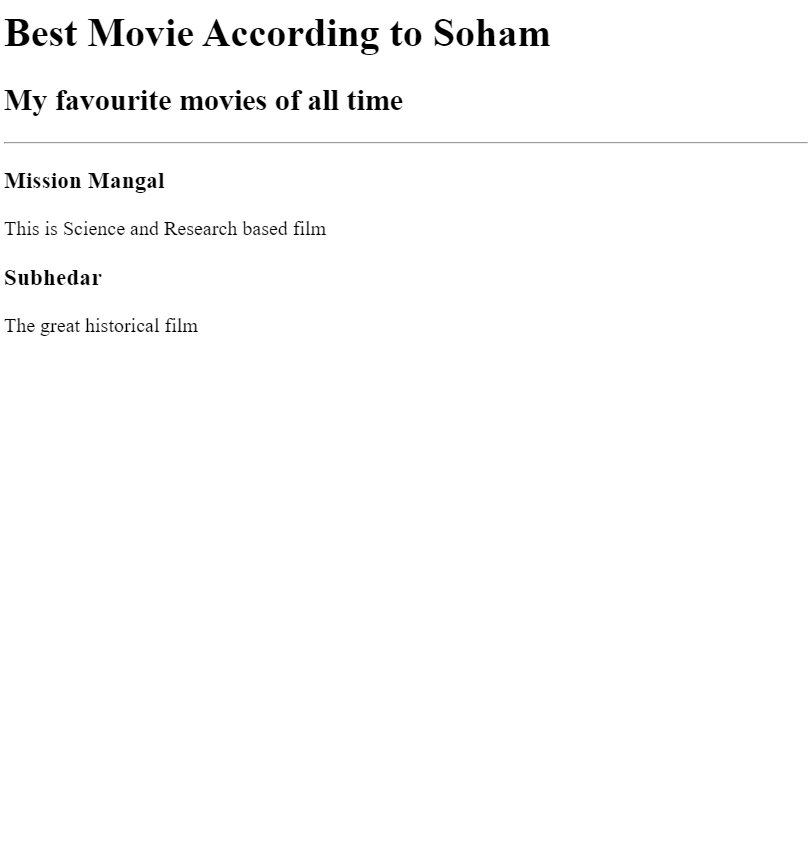 Best Movie According to Soham
My favourite movies of all time
Mission Mangal
This is Science and Research based film
Subhedar
The great historical film